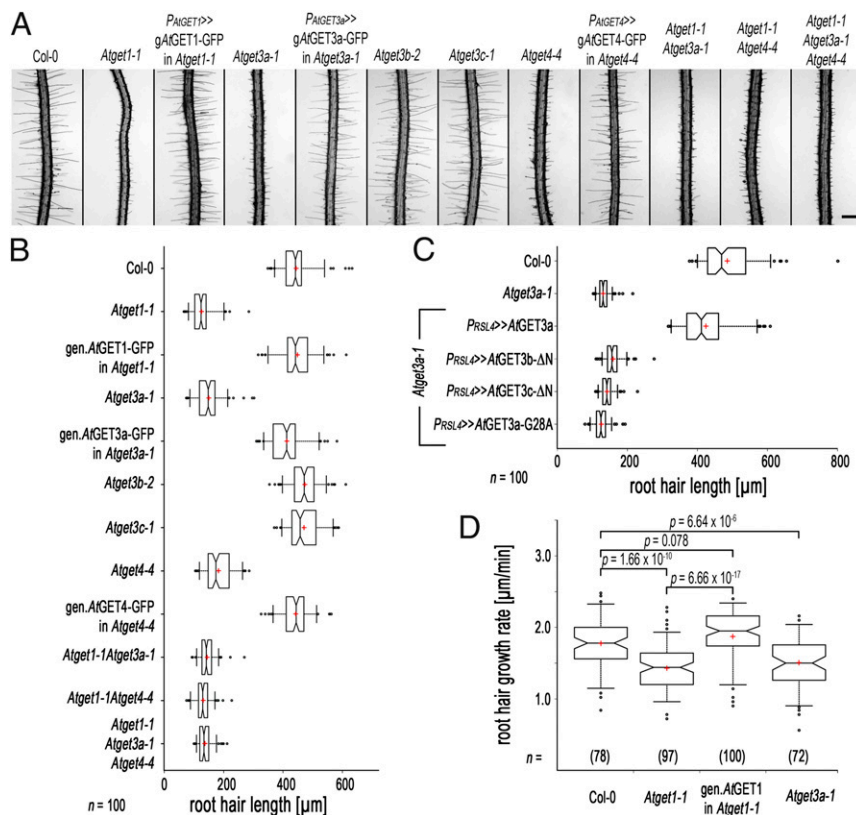 A
Col-0
Atget1-1
PAtGET1>>
gAtGET1-GFP
in Atget1-1
Atget3a-1
PAtGET3a>>
gAtGET3a-GFP
in Atget3a-1
Atget3b-2
Atget3c-1
Atget4-4
PAtGET4>>
gAtGET4-GFP
in Atget4-4
Atget1-1
Atget3a-1
Atget1-1
Atget4-4
Atget1-1
Atget3a-1
Atget4-4
B
Col-0
Atget1-1
gen.AtGET1-GFP
in Atget1-1
Atget3a-1
gen.AtGET3a-GFP
in Atget3a-1
Atget3b-2
Atget3c-1
Atget4-4
gen.AtGET4-GFP
in Atget4-4
Atget1-1Atget3a-1
Atget1-1Atget4-4
Atget1-1
Atget3a-1
Atget4-4
0 200 400 600
n = 100
root hair length [μm]
C
Col-0
Atget3a-1
Atget3a-1
PRSL4>>AtGET3a
PRSL4>>AtGET3b-ΔN
PRSL4>>AtGET3c-ΔN
PRSL4>>AtGET3a-G28A
0 200 400 600 800
n = 100
root hair length [μm]
D
root hair growth rate [μm/min]
3.0
2.0
1.0
p = 6.64 x 10-6
p = 0.078
p = 1.66 x 10-10
p = 6.66 x 10-17
n = (78) (97) (100) (72)
Col-0
Atget1-1
gen.AtGET1
in Atget1-1
Atget3a-1